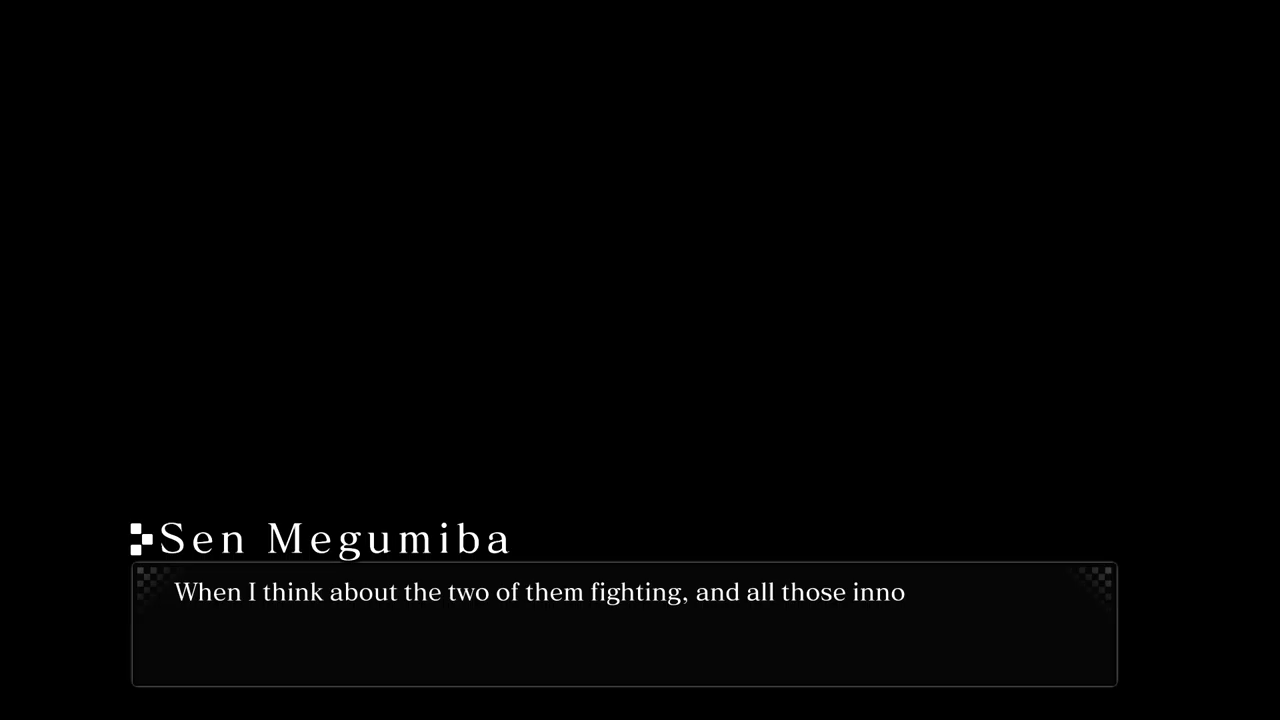 Sen Megumiba
When I think about the two of them fighting, and all those inno